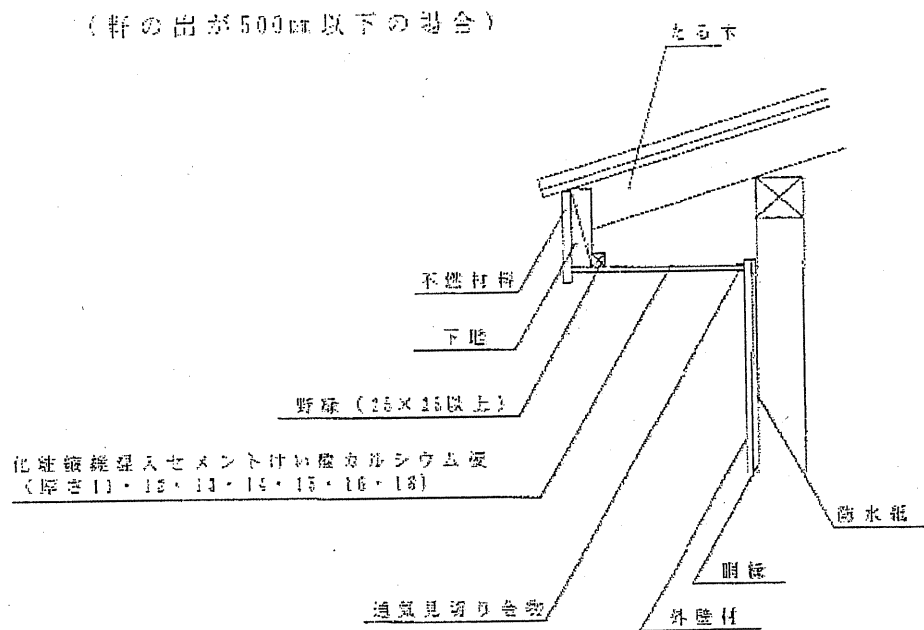 （軒の出が500㎜以下の場合）
たる木
不燃材料
下地
野縁（25×25以上）
化粧繊維混入セメントけい酸カルシウム板
（厚さ11・12・13・14・15・16・18）
防水紙
胴縁
通気見切り金物
外壁材